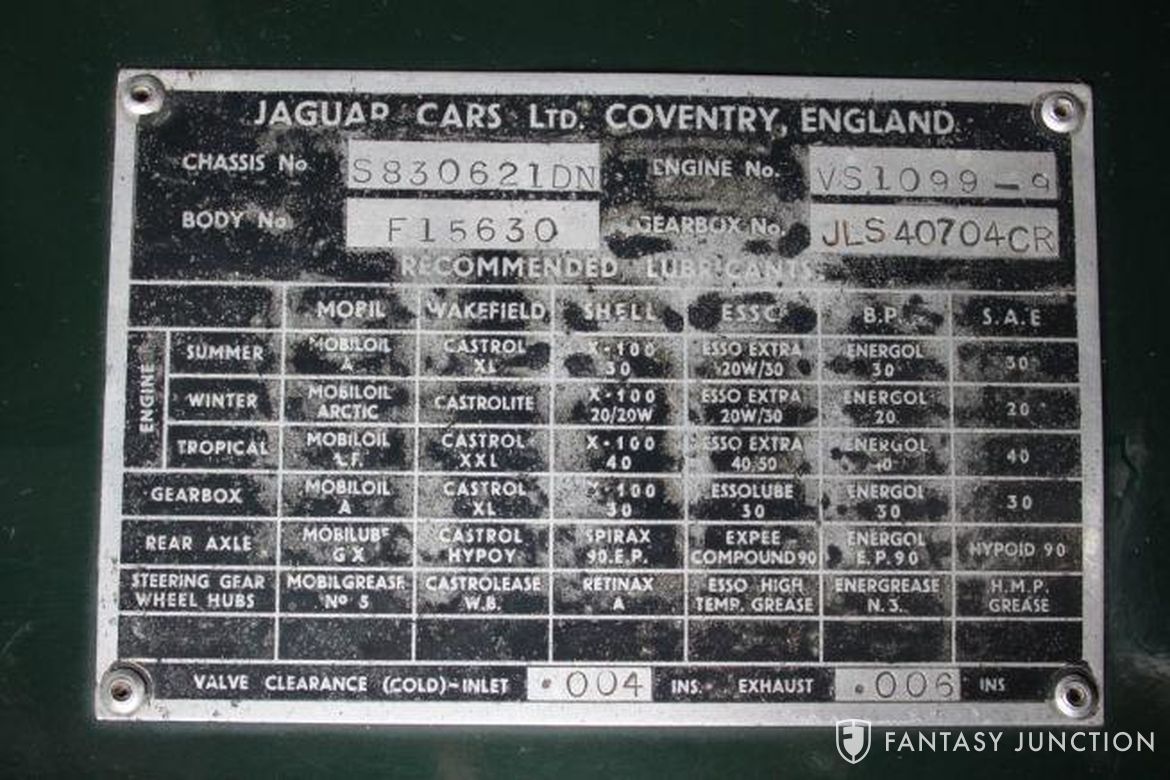 JAGUAR CARS LTD. COVENTRY, ENGLAND
CHASSIS No S830621DN ENGINE No. VS1099-9
BODY No F15630 GEARBOX No. JLS40704CR
RECOMMENDED LUBRICANTS
MOBIL WAKEFIELD SHELL ESSO B.P. S.A.E
ENGINE
SUMMER MOBILOIL A CASTROL XL X-100 30 ESSO EXTRA 20W/30 ENERGOL 30 30
WINTER MOBILOIL ARCTIC CASTROLITE X-100 20/20W ESSO EXTRA 20W/30 ENERGOL 20 20
TROPICAL MOBILOIL CASTROL XXL X-100 40 ESSO EXTRA 40/50 ENERGOL 40 40
GEARBOX MOBILOIL A CASTROL XL X-100 30 ESSOLUBE 30 ENERGOL 30 30
REAR AXLE MOBILUBE GX CASTROL HYPOY SPIRAX 90.E.P. EXPEE COMPOUND 90 ENERGOL E.P.90 HYPOID 90
STEERING GEAR WHEEL HUBS MOBILGREASE No 5 CASTROLEASE W.B. RETINAX A ESSO HIGH TEMP. GREASE ENERGREASE N.3. H.M.P. GREASE
VALVE CLEARANCE (COLD)-INLET .004 INS. EXHAUST .006 INS
FANTASY JUNCTION